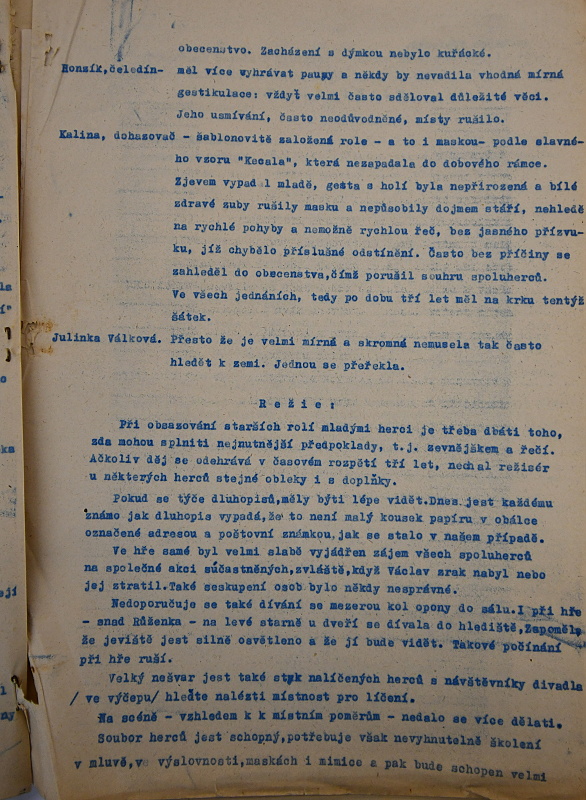 obecenstvo. Zacházení s dýmkou nebylo kuřácké.
Honsík,čeledín- měl více vyhrávat pausy a někdy by nevadila vhodná mírná
gestikulace: vždyť velmi často sděloval důležité věci.
Jeho usmívání, často neodůvodněné, místy rušilo.
Kalina, dohazovač - šablonovitě založená role - a to i maskou- podle slavné-
ho vzoru "Kecala", která nezapadala do dobového rámce.
Zjevem vypadal mladě, gesta s holí byla nepřirozená a bílé
zdravé zuby rušily masku a nepůsobily dojmem stáří, nehledě
na rychlé pohyby a nemožně rychlou řeč, bez jasného přízvu-
ku, jíž chybělo příslušné odstínění. Často bez příčiny se
zahleděl do obecenstva,čímž porušil souhru spoluherců.
Ve všech jednáních, tedy po dobu tří let měl na krku tentýž
šátek.
Julinka Válková. Přesto že je velmi mírná a skromná nemusela tak často
hledět k zemi. Jednou se přeřekla.
R e ž i e :
Při obsazování starších rolí mladými herci je třeba dbáti toho,
zda mohou splniti nejnutnější předpoklady, t.j. zevnějškem a řečí.
Ačkoliv děj se odehrává v časovém rozpětí tří let, nechal režisér
u některých herců stejné obleky i s doplňky.
Pokud se týče dluhopisů,měly býti lépe vidět.Dnes jest každému
známo jak dluhopis vypadá,že to není malý kousek papíru v obálce
označené adresou a poštovní známkou,jak se stalo v našem případě.
Ve hře samé byl velmi slabě vyjádřen zájem všech spoluherců
na společné akci súčastněných,zvláště,když Václav zrak nabyl nebo
jej ztratil.Také seskupení osob bylo někdy nesprávné.
Nedoporučuje se také dívání se mezerou kol opony do sálu.I při hře
- snad Růženka - na levé starně u dveří se dívala do hlediště.Zapoměla
že jeviště jest silně osvětleno a že jí bude vidět. Takové počínání
při hře ruší.
Velký nešvar jest také styk nalíčených herců s návštěvníky divadla
/ ve výčepu/ hleďte nalézti místnost pro líčení.
Na scéně - vzhledem k k místním poměrům - nedalo se více dělati.
Soubor herců jest schopný,potřebuje však nevyhnutelně školení
v mluvě,ve výslovnosti,maskách i mimice a pak bude schopen velmi